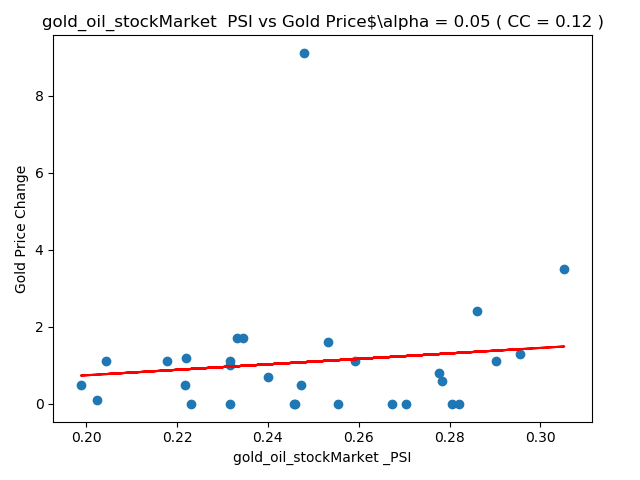 gold_oil_stockMarket  PSI vs Gold Price$\alpha = 0.05 ( CC = 0.12 )
8
6
4
2
0
Gold Price Change
0.20 0.22 0.24 0.26 0.28 0.30
gold_oil_stockMarket _PSI